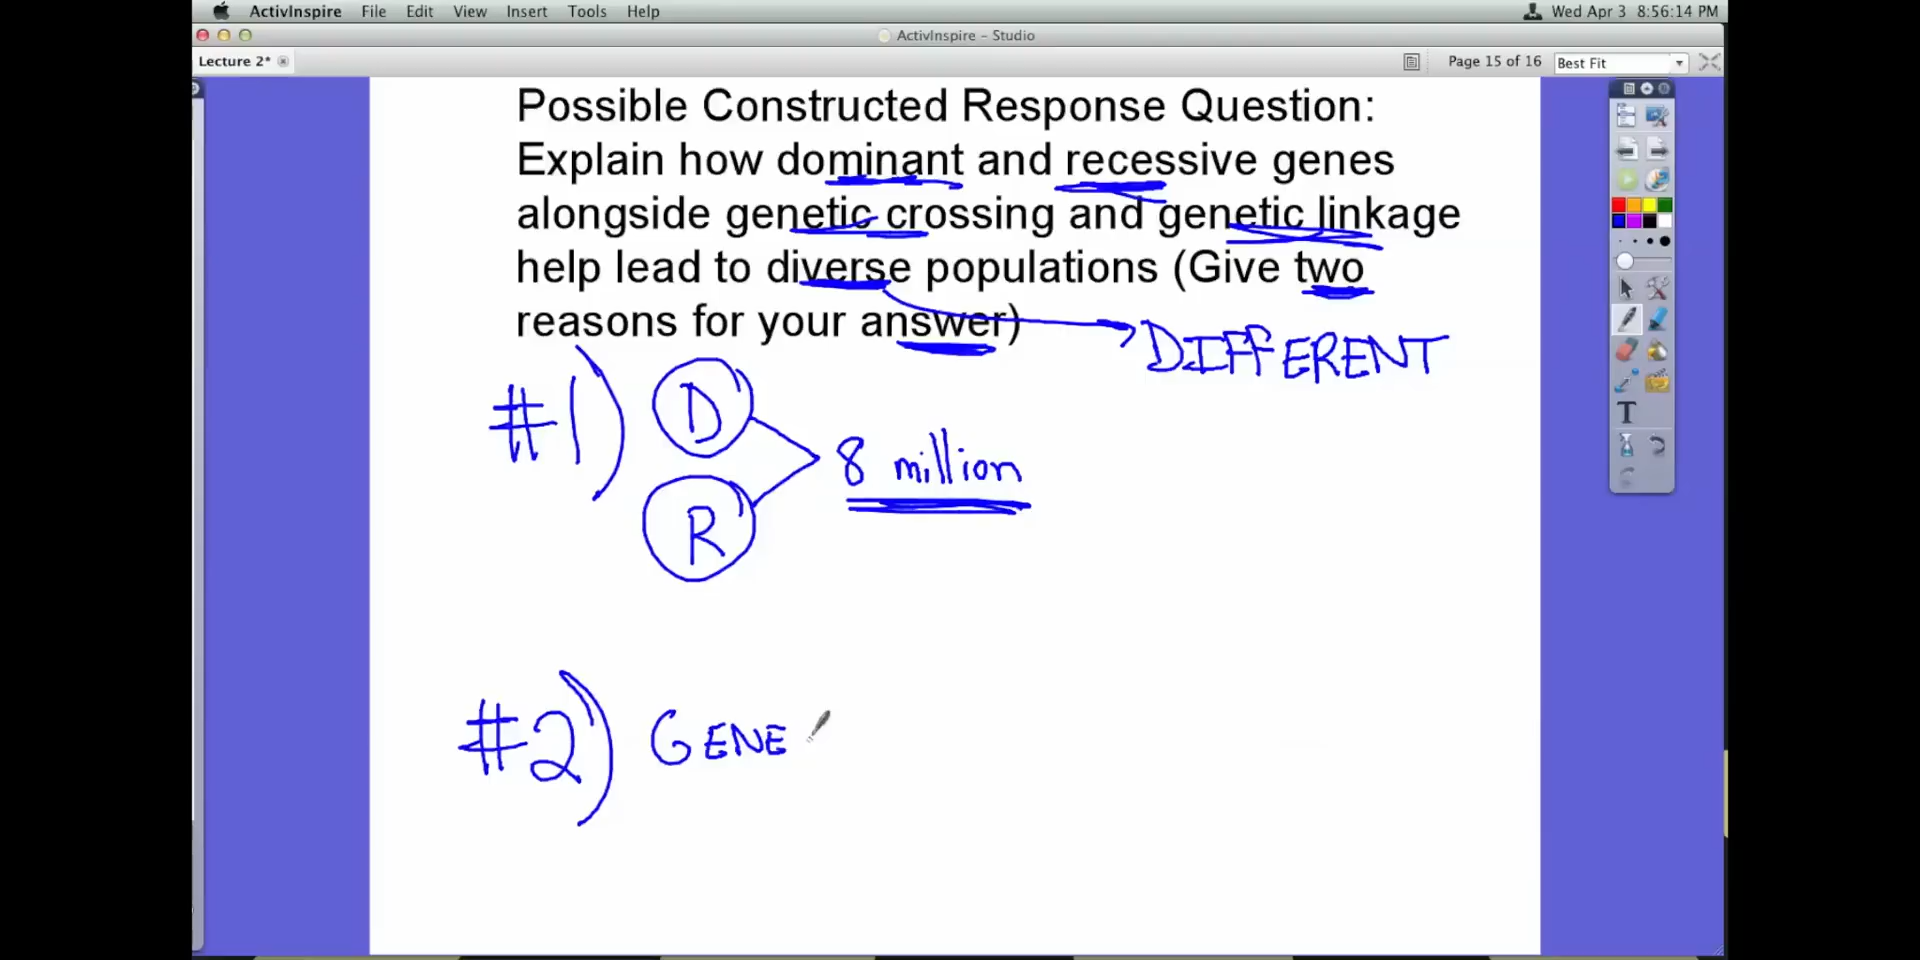 ActivInspire File Edit View Insert Tools Help Wed Apr 3 8:56:14 PM
ActivInspire - Studio
Lecture 2* Page 15 of 16 Best Fit
Possible Constructed Response Question:
Explain how dominant and recessive genes
alongside genetic crossing and genetic linkage
help lead to diverse populations (Give two
reasons for your answer)
DIFFERENT
#1) D
8 million
R
#2) GENE
T